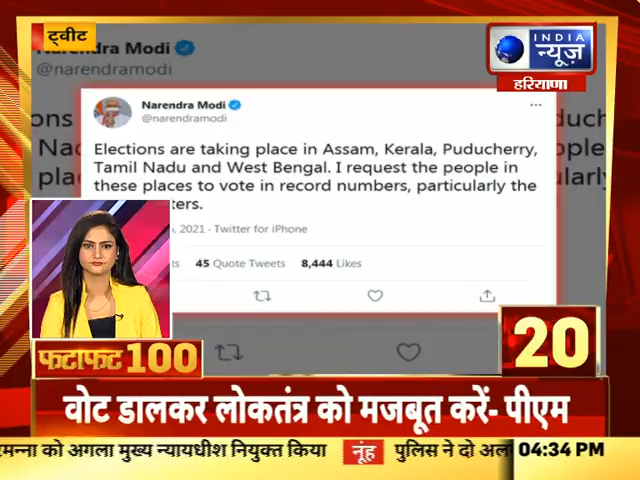 ट्वीट
Narendra Modi
@narendramodi
INDIA
न्यूज़
हरियाणा
Narendra Modi
@narendramodi
Elections are taking place in Assam, Kerala, Puducherry,
Tamil Nadu and West Bengal. I request the people in
these places to vote in record numbers, particularly the
2021 · Twitter for iPhone
45 Quote Tweets 8,444 Likes
फटाफट 100
20
वोट डालकर लोकतंत्र को मजबूत करें- पीएम
को अगला मुख्य न्यायधीश नियुक्त किया नूंह पुलिस ने दो
04:34 PM